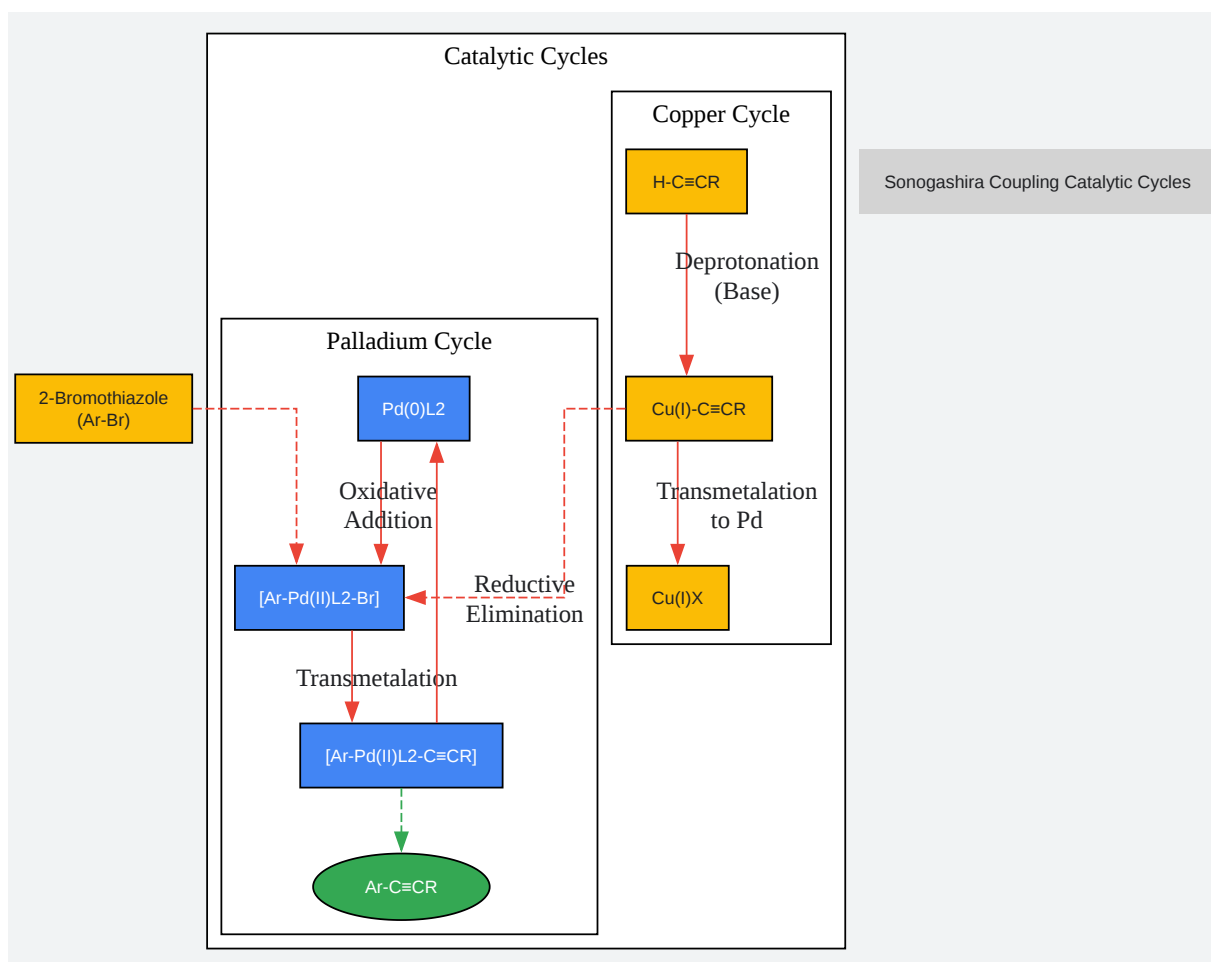 Catalytic Cycles
Copper Cycle
H-C≡CR
Sonogashira Coupling Catalytic Cycles
Deprotonation
(Base)
Palladium Cycle
2-Bromothiazole
(Ar-Br)
Pd(0)L2
Cu(I)-C≡CR
Oxidative
Addition
Transmetalation
to Pd
[Ar-Pd(II)L2-Br]
Reductive
Elimination
Cu(I)X
Transmetalation
[Ar-Pd(II)L2-C≡CR]
Ar-C≡CR